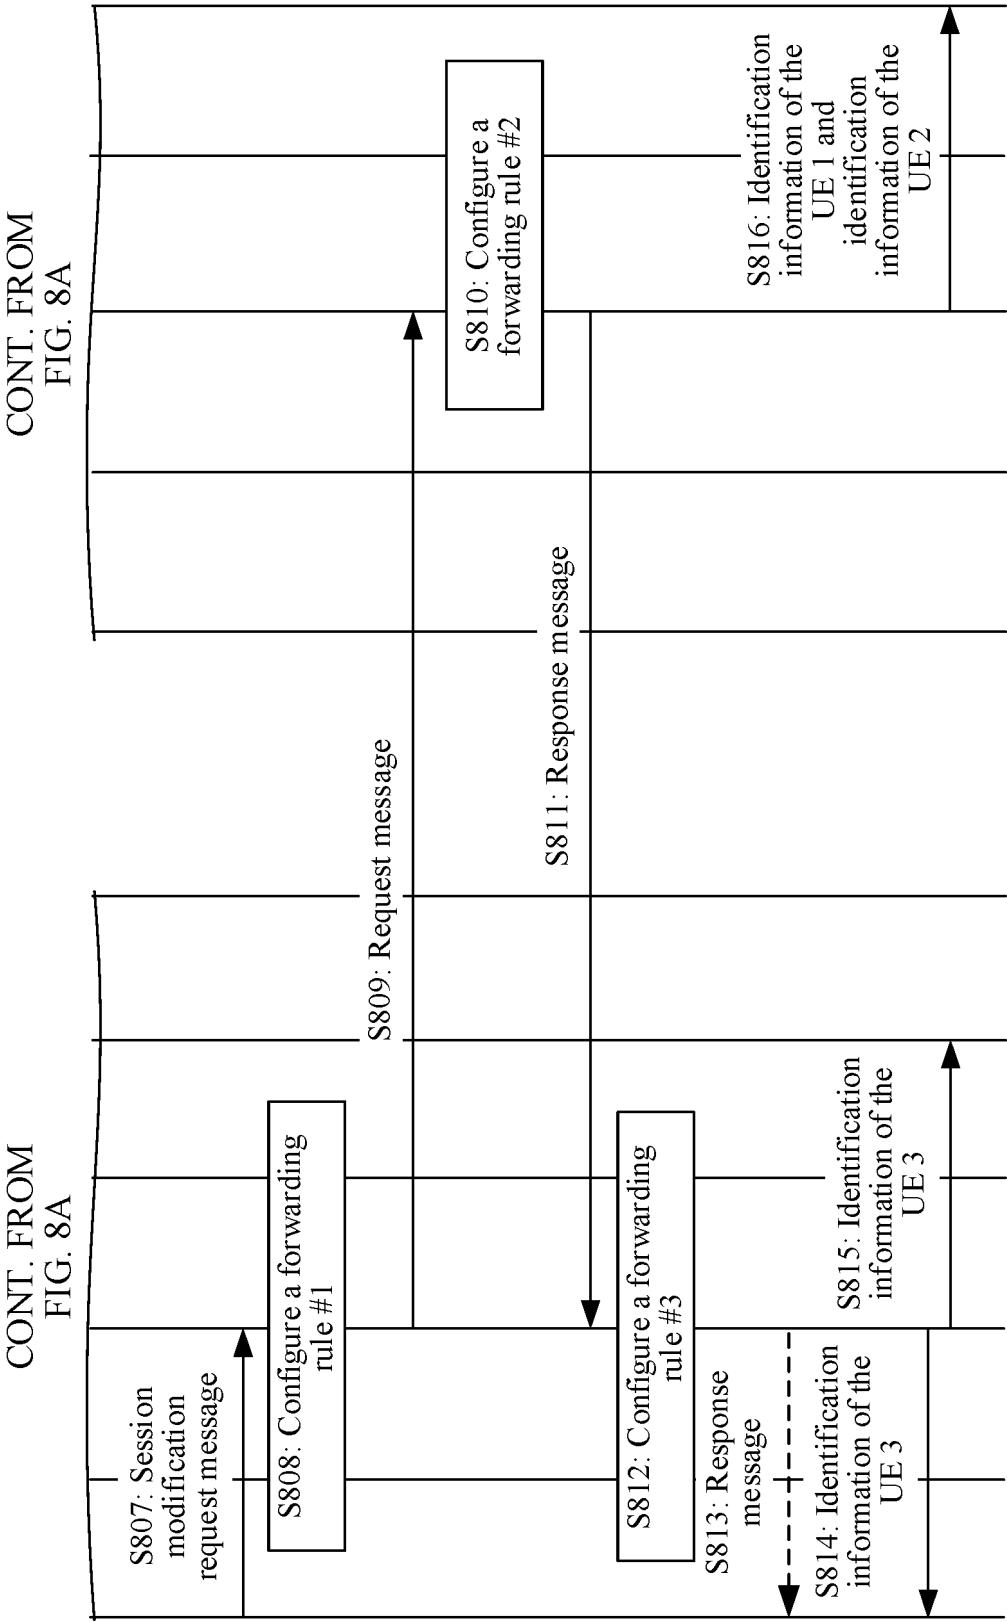 CONT. FROM
FIG. 8A
CONT. FROM
FIG. 8A
S807: Session
modification
request message
S808: Configure a forwarding
rule #1
S809: Request message
S810: Configure a
forwarding rule #2
S811: Response message
S812: Configure a forwarding
rule #3
S813: Response
message
S814: Identification
information of the
UE 3
S815: Identification
information of the
UE 3
S816: Identification
information of the
UE 1 and
identification
information of the
UE 2